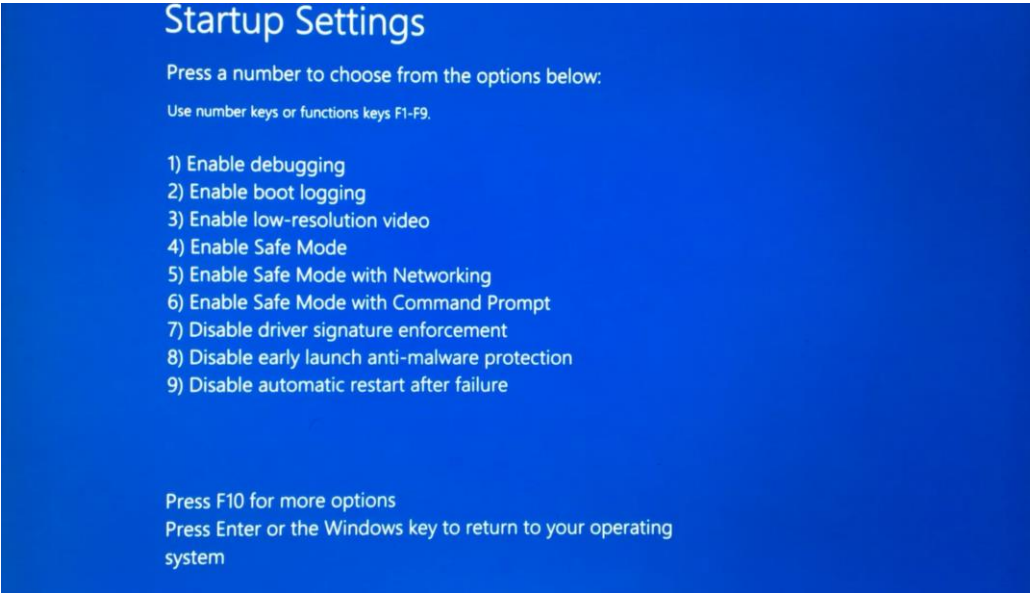 Startup Settings
Press a number to choose from the options below:
Use number keys or functions keys F1-F9.
1) Enable debugging
2) Enable boot logging
3) Enable low-resolution video
4) Enable Safe Mode
5) Enable Safe Mode with Networking
6) Enable Safe Mode with Command Prompt
7) Disable driver signature enforcement
8) Disable early launch anti-malware protection
9) Disable automatic restart after failure
Press F10 for more options
Press Enter or the Windows key to return to your operating
system